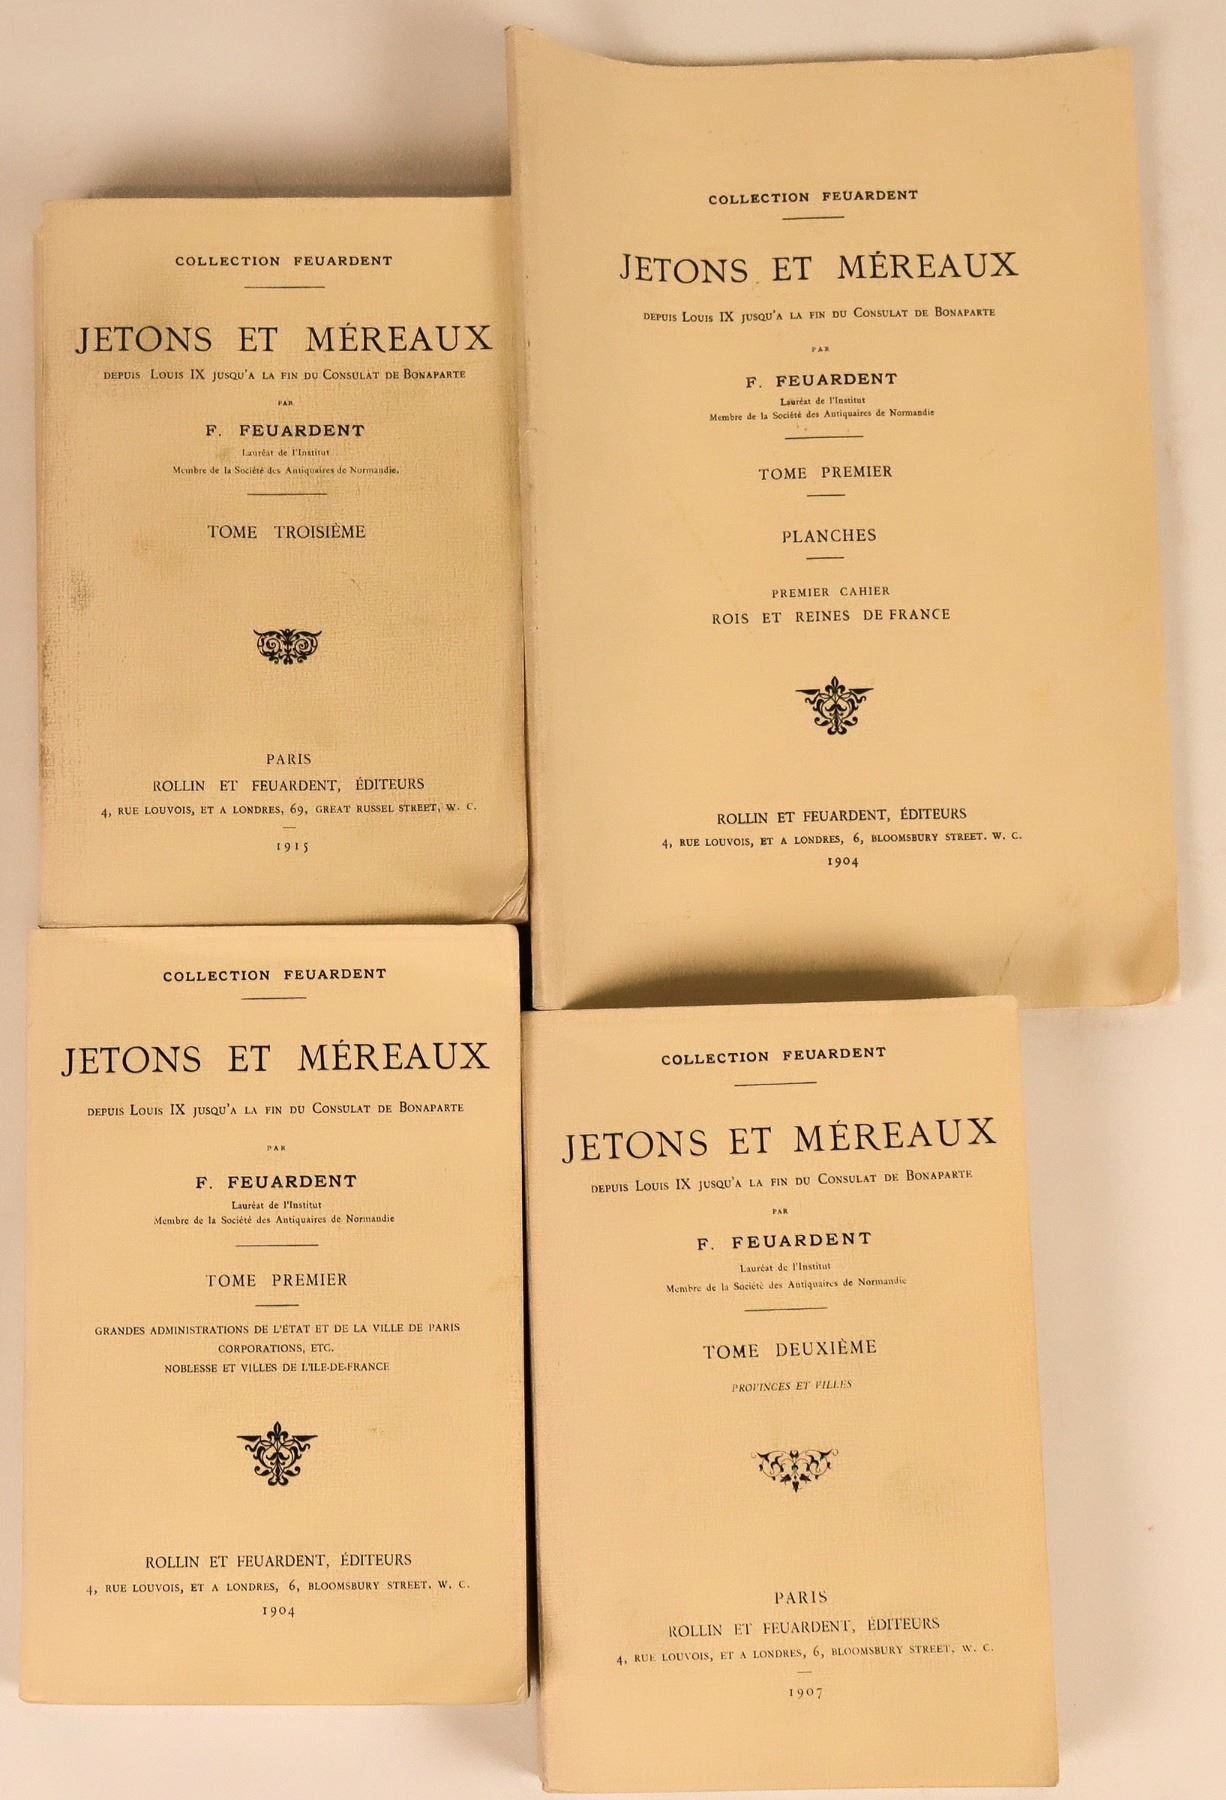 COLLECTION FEUARDENT
JETONS ET MÉREAUX
DEPUIS LOUIS IX JUSQU'A LA FIN DU CONSULAT DE BONAPARTE
PAR
F. FEUARDENT
Lauréat de l'Institut
Membre de la Société des Antiquaires de Normandie.
TOME TROISIÈME
PARIS
ROLLIN ET FEUARDENT, ÉDITEURS
4, RUE LOUVOIS, ET A LONDRES, 69, GREAT RUSSEL STREET, W. C.
1915
COLLECTION FEUARDENT
JETONS ET MÉREAUX
DEPUIS LOUIS IX JUSQU'A LA FIN DU CONSULAT DE BONAPARTE
PAR
F. FEUARDENT
Lauréat de l'Institut
Membre de la Société des Antiquaires de Normandie
TOME PREMIER
PLANCHES
PREMIER CAHIER
ROIS ET REINES DE FRANCE
ROLLIN ET FEUARDENT, ÉDITEURS
4, RUE LOUVOIS, ET A LONDRES, 6, BLOOMSBURY STREET. W. C.
1904
COLLECTION FEUARDENT
JETONS ET MÉREAUX
DEPUIS LOUIS IX JUSQU'A LA FIN DU CONSULAT DE BONAPARTE
PAR
F. FEUARDENT
Lauréat de l'Institut
Membre de la Société des Antiquaires de Normandie
TOME PREMIER
GRANDES ADMINISTRATIONS DE L'ÉTAT ET DE LA VILLE DE PARIS
CORPORATIONS, ETC.
NOBLESSE ET VILLES DE L'ILE-DE-FRANCE
ROLLIN ET FEUARDENT, ÉDITEURS
4, RUE LOUVOIS, ET A LONDRES, 6, BLOOMSBURY STREET. W. C.
1904
COLLECTION FEUARDENT
JETONS ET MÉREAUX
DEPUIS LOUIS IX JUSQU'A LA FIN DU CONSULAT DE BONAPARTE
PAR
F. FEUARDENT
Lauréat de l'Institut
Membre de la Société des Antiquaires de Normandie
TOME DEUXIÈME
PROVINCES ET VILLES
PARIS
ROLLIN ET FEUARDENT, ÉDITEURS
4, RUE LOUVOIS, ET A LONDRES, 6, BLOOMSBURY STREET, W. C.
1907